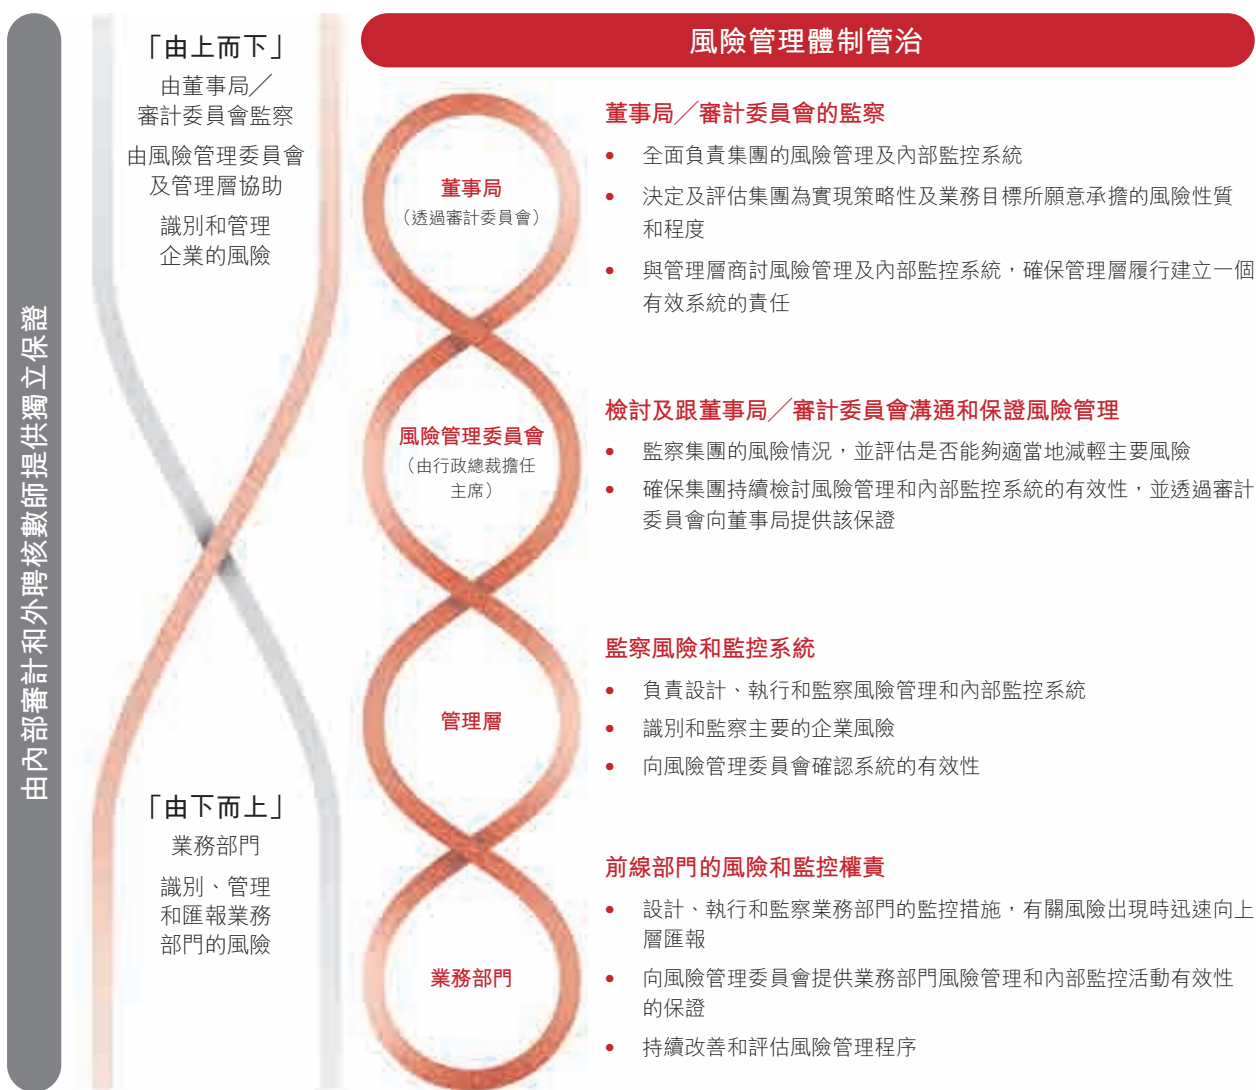 由內部審計和外聘核數師提供獨立保證
「由上而下」
由董事局／
審計委員會監察
由風險管理委員會
及管理層協助
識別和管理
企業的風險
「由下而上」
業務部門
識別、管理
和匯報業務
部門的風險
風險管理體制管治
董事局
（透過審計委員會）
董事局／審計委員會的監察
• 全面負責集團的風險管理及內部監控系統
• 決定及評估集團為實現策略性及業務目標所願意承擔的風險性質
和程度
• 與管理層商討風險管理及內部監控系統，確保管理層履行建立一個
有效系統的責任
風險管理委員會
（由行政總裁擔任
主席）
檢討及跟董事局／審計委員會溝通和保證風險管理
• 監察集團的風險情況，並評估是否能夠適當地減輕主要風險
• 確保集團持續檢討風險管理和內部監控系統的有效性，並透過審計
委員會向董事局提供該保證
管理層
監察風險和監控系統
• 負責設計、執行和監察風險管理和內部監控系統
• 識別和監察主要的企業風險
• 向風險管理委員會確認系統的有效性
業務部門
前線部門的風險和監控權責
• 設計、執行和監察業務部門的監控措施，有關風險出現時迅速向上
層匯報
• 向風險管理委員會提供業務部門風險管理和內部監控活動有效性
的保證
• 持續改善和評估風險管理程序